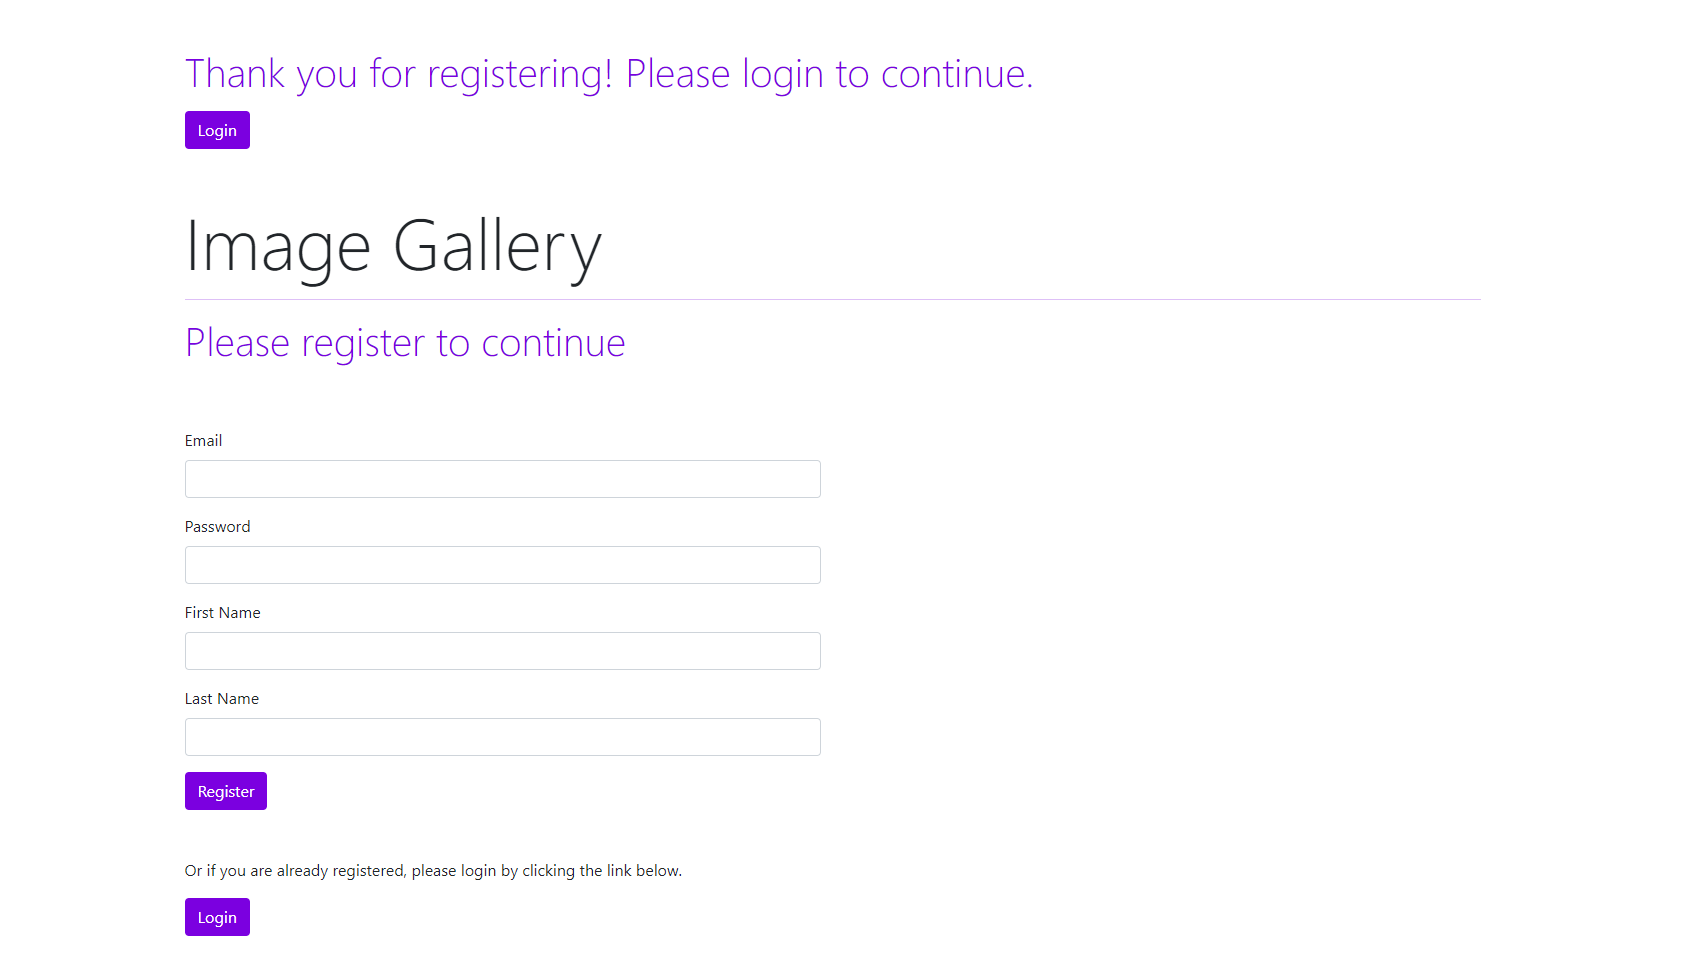 Thank you for registering! Please login to continue.
Login
Image Gallery
Please register to continue
Email
Password
First Name
Last Name
Register
Or if you are already registered, please login by clicking the link below.
Login